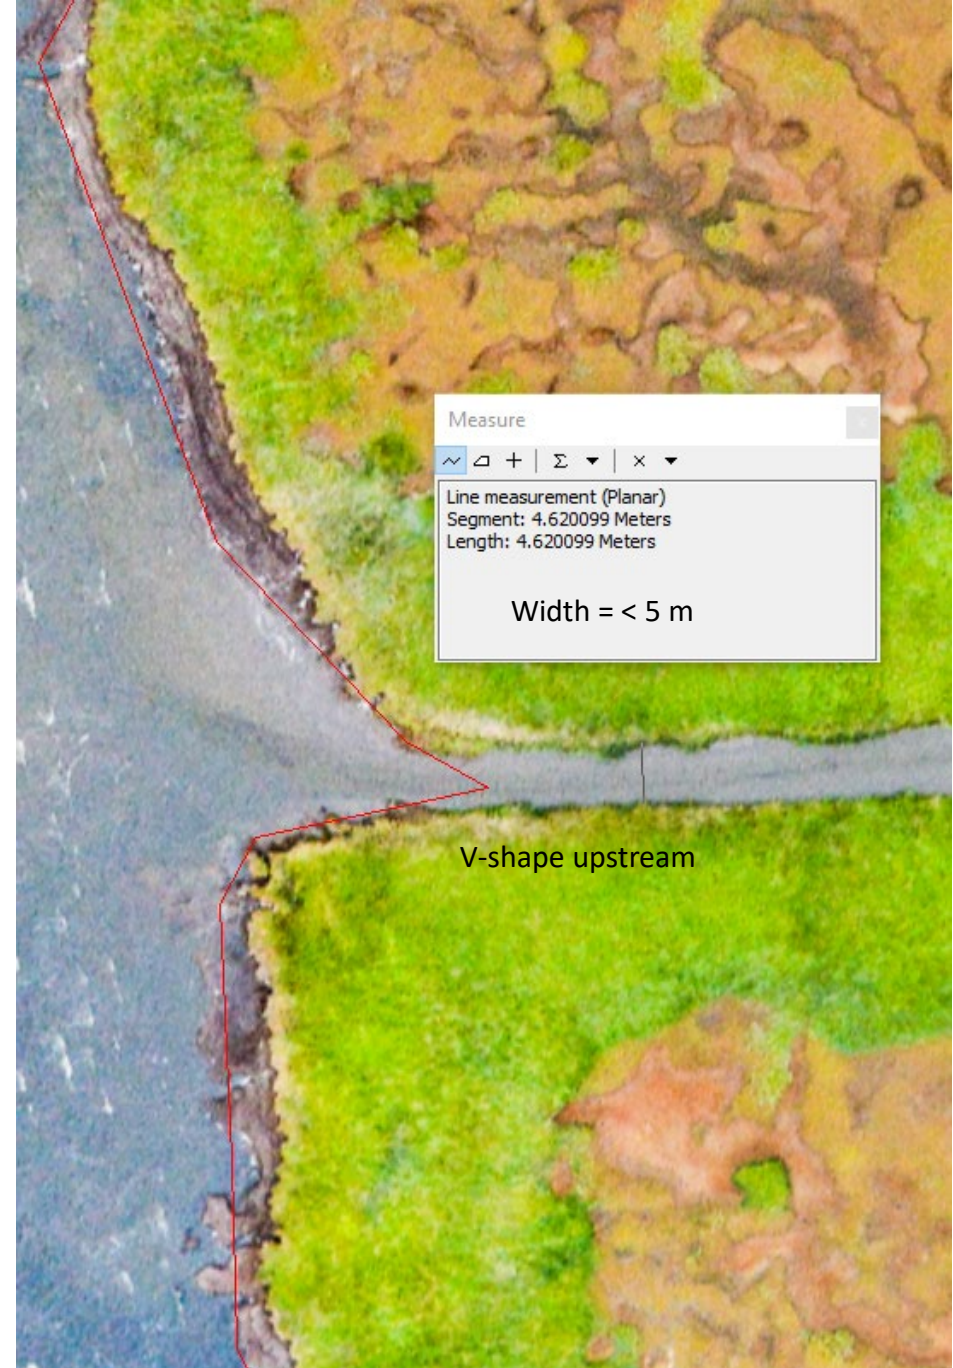 Measure
Line measurement (Planar)
Segment: 4.620099 Meters
Length: 4.620099 Meters
Width = < 5 m
V-shape upstream